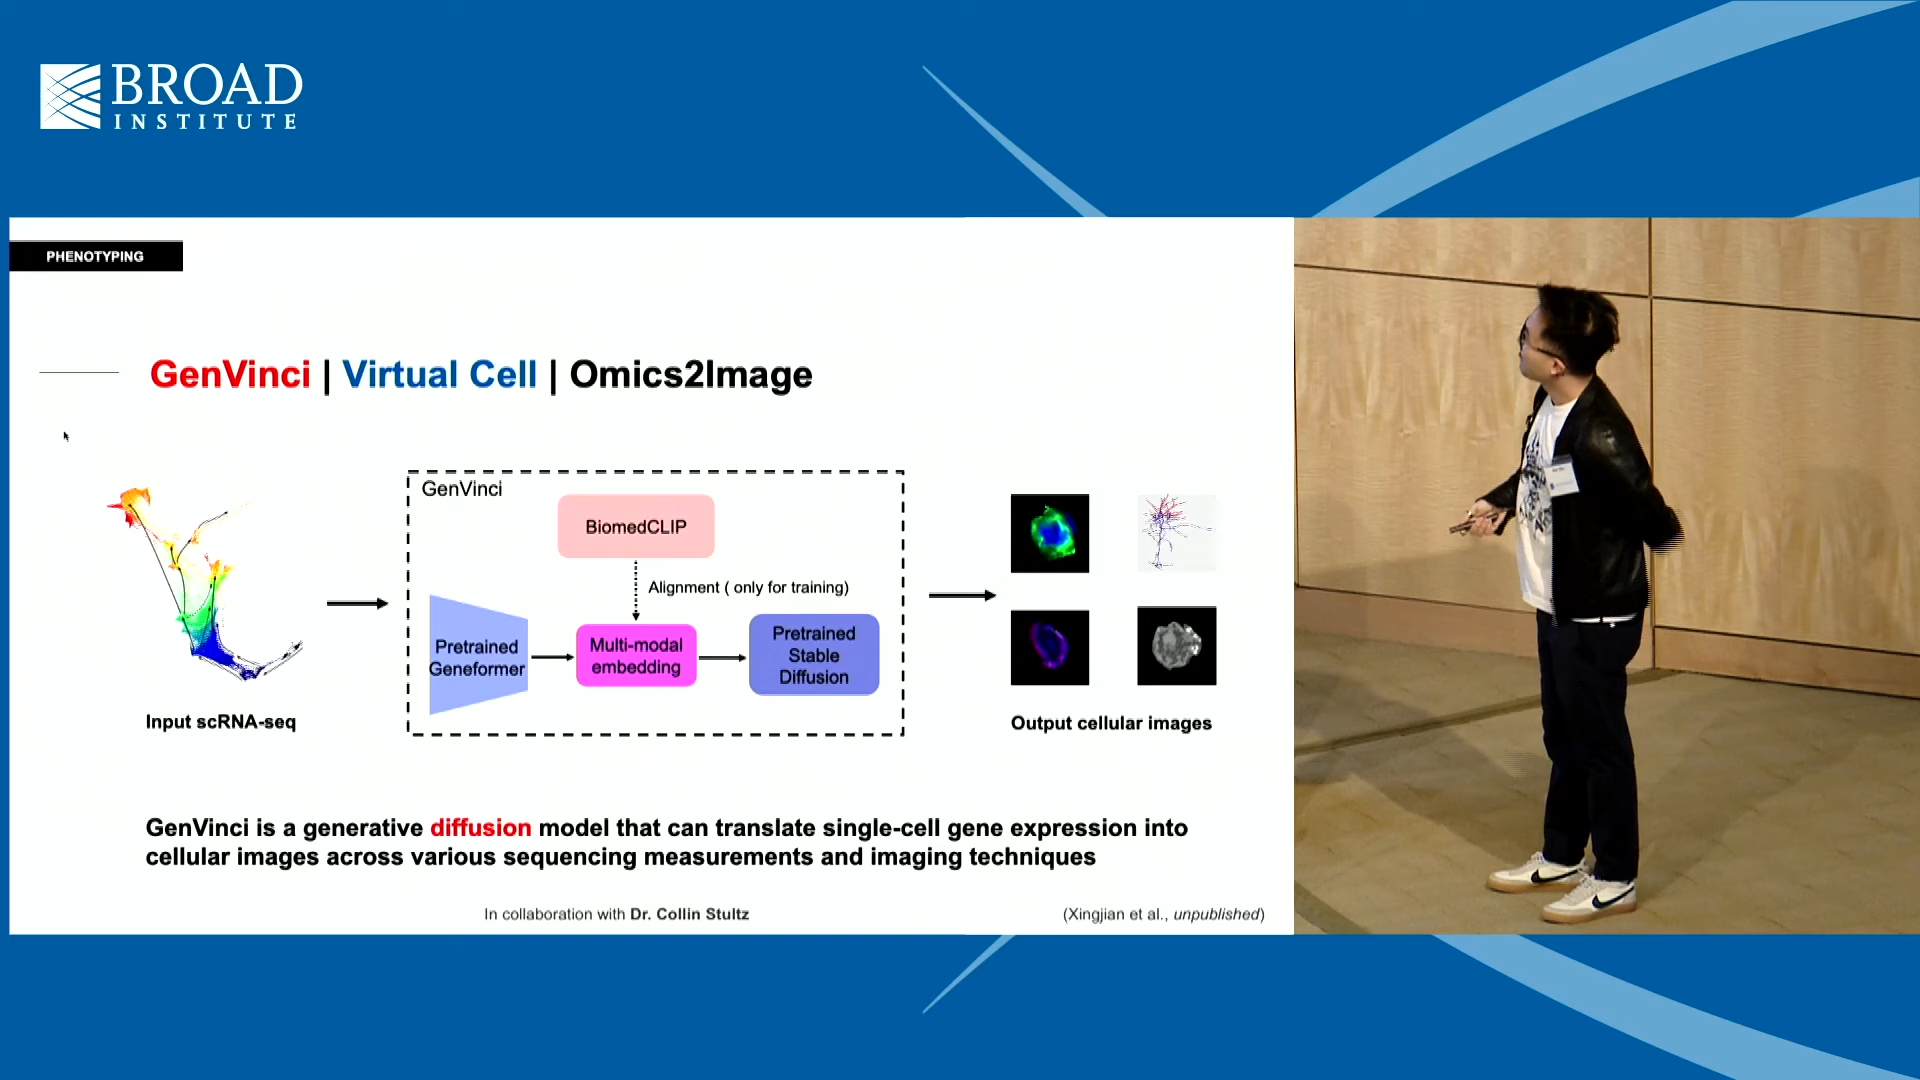 BROAD
INSTITUTE
PHENOTYPING
GenVinci | Virtual Cell | Omics2Image
GenVinci
BiomedCLIP
Alignment ( only for training)
Pretrained
Geneformer
Multi-modal
embedding
Pretrained
Stable
Diffusion
Input scRNA-seq
Output cellular images
GenVinci is a generative diffusion model that can translate single-cell gene expression into
cellular images across various sequencing measurements and imaging techniques
In collaboration with Dr. Collin Stultz
(Xingjian et al., unpublished)